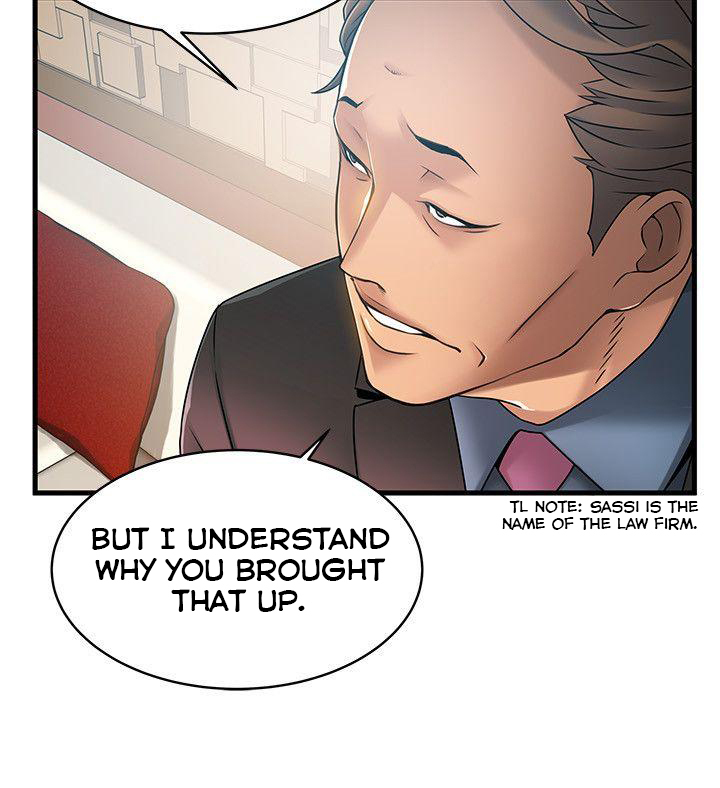 TL NOTE: SASSI IS THE
NAME OF THE LAW FIRM.
BUT I UNDERSTAND
WHY YOU BROUGHT
THAT UP.